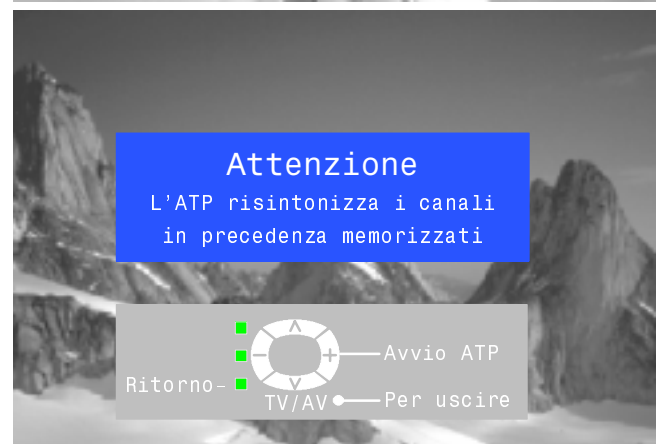 Attenzione
L'ATP risintonizza i canali
in precedenza memorizzati
Avvio ATP
Ritorno
TV/AV Per uscire